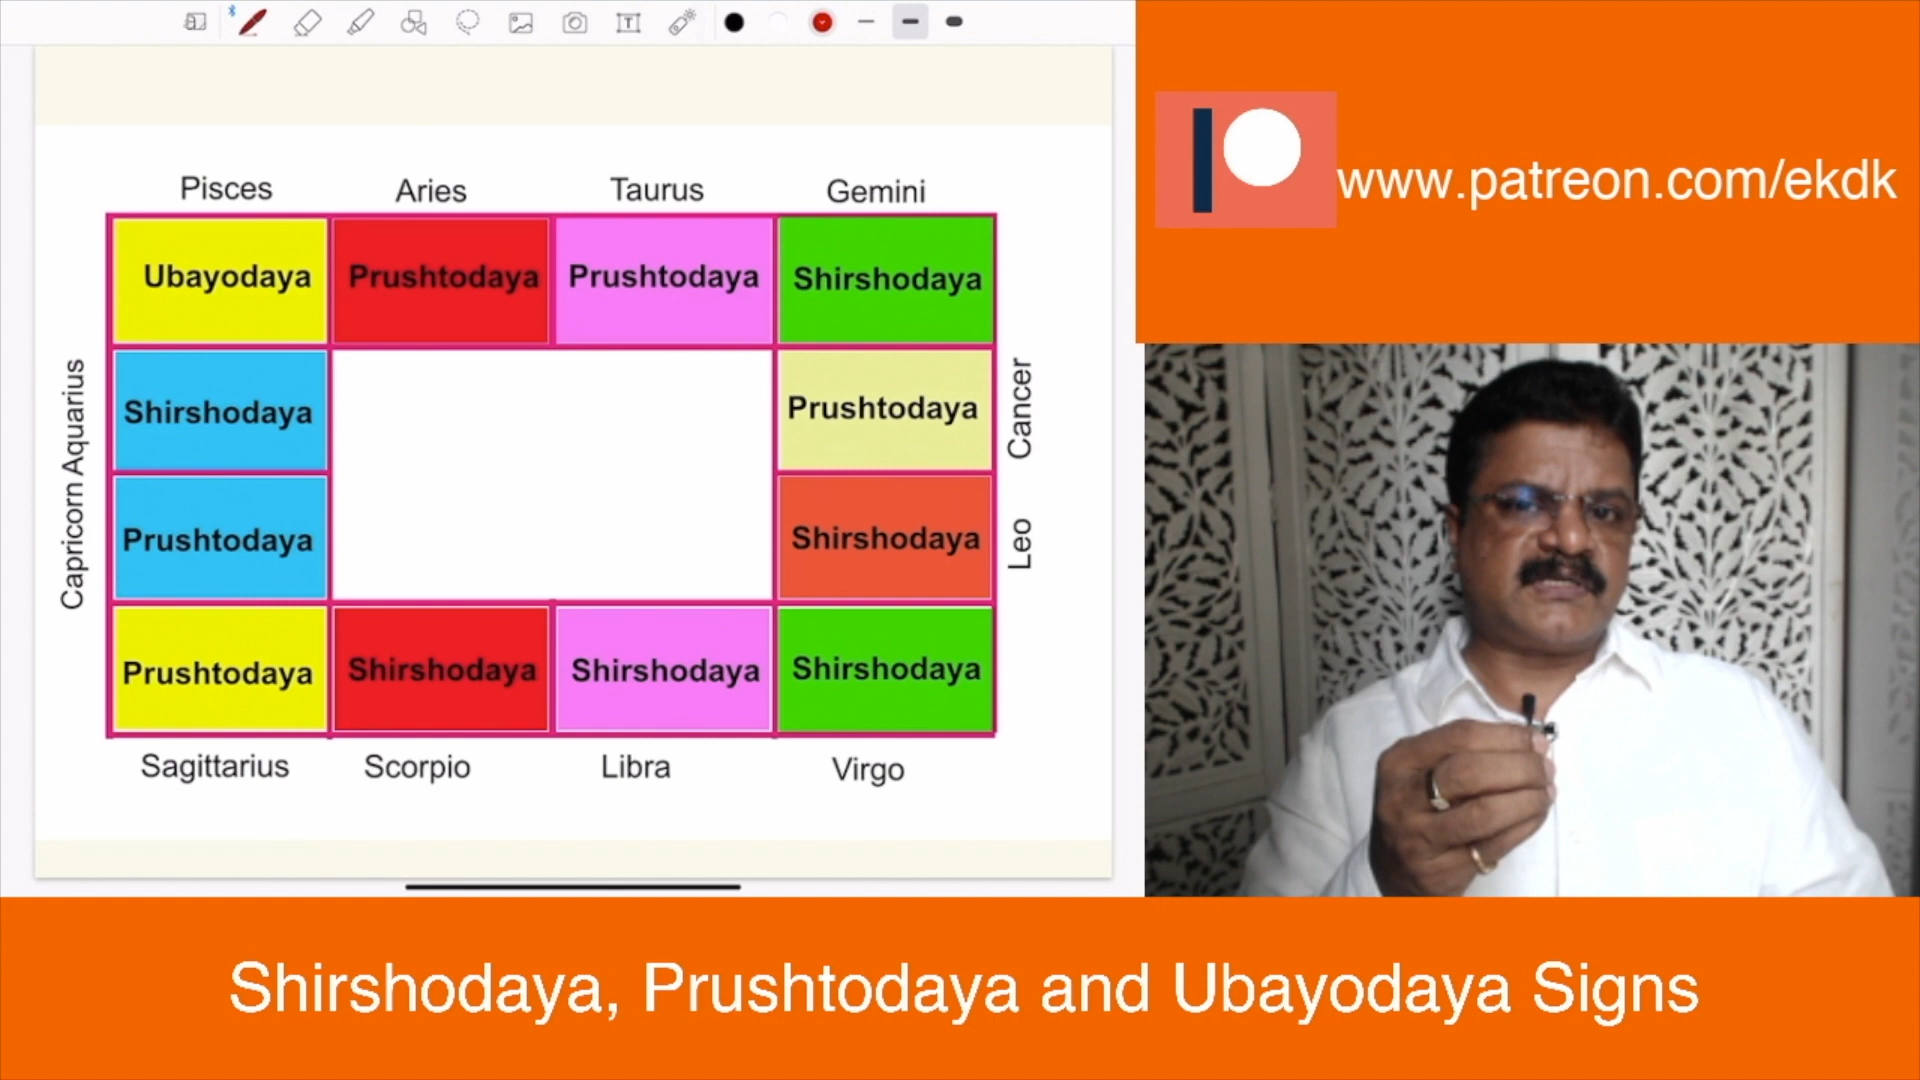 www.patreon.com/ekdk
Pisces Aries Taurus Gemini
Ubayodaya Prushtodaya Prushtodaya Shirshodaya
Capricorn Aquarius
Shirshodaya Prushtodaya
Cancer
Prushtodaya Shirshodaya
Leo
Prushtodaya Shirshodaya Shirshodaya Shirshodaya
Sagittarius Scorpio Libra Virgo
Shirshodaya, Prushtodaya and Ubayodaya Signs